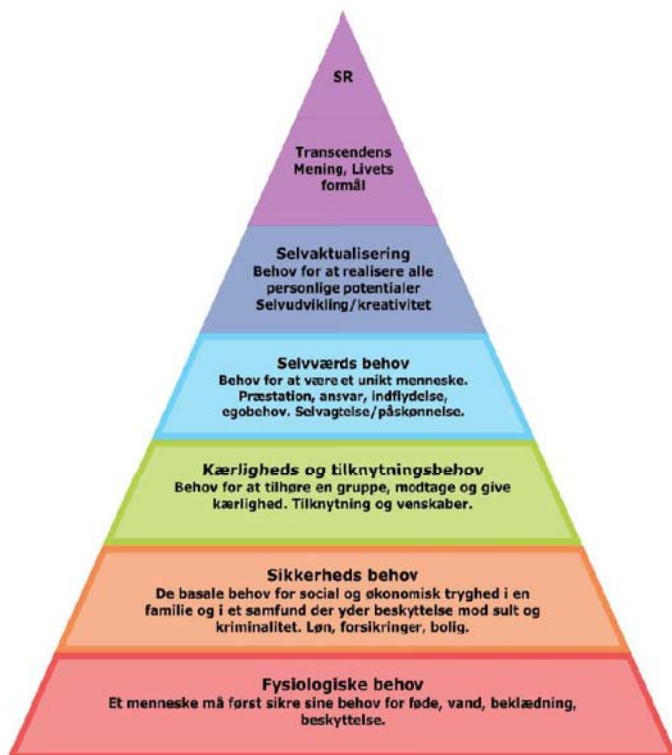 SR
Transcendens
Mening, Livets
formål
Selvaktualisering
Behov for at realisere alle
personlige potentialer
Selvudvikling/kreativitet
Selvværds behov
Behov for at være et unikt menneske.
Præstation, ansvar, indflydelse,
egobehov. Selvagtelse/påskønnelse.
Kærligheds og tilknytningsbehov
Behov for at tilhøre en gruppe, modtage og give
kærlighed. Tilknytning og venskaber.
Sikkerheds behov
De basale behov for social og økonomisk tryghed i en
familie og i et samfund der yder beskyttelse mod sult og
kriminalitet. Løn, forsikringer, bolig.
Fysiologiske behov
Et menneske må først sikre sine behov for føde, vand, beklædning,
beskyttelse.